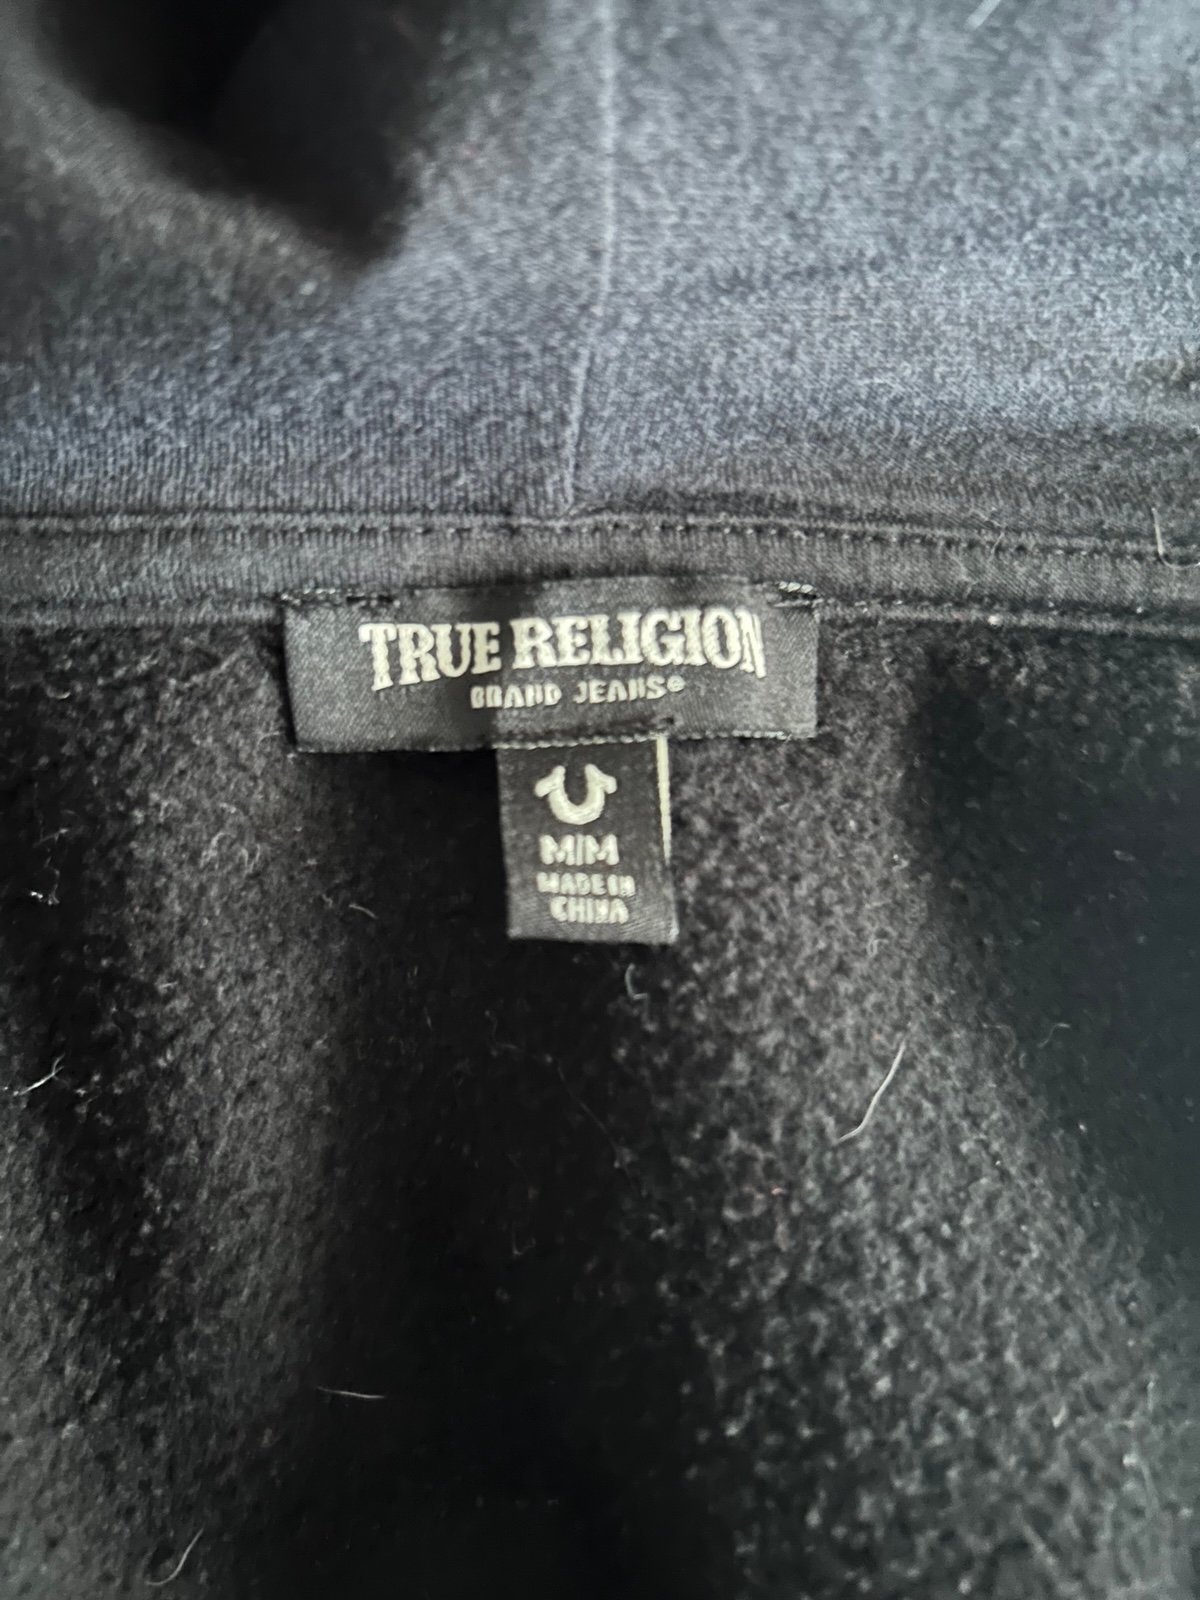 TRUE RELIGION
BRAND JEANS®
M/M
MADE IN
CHINA